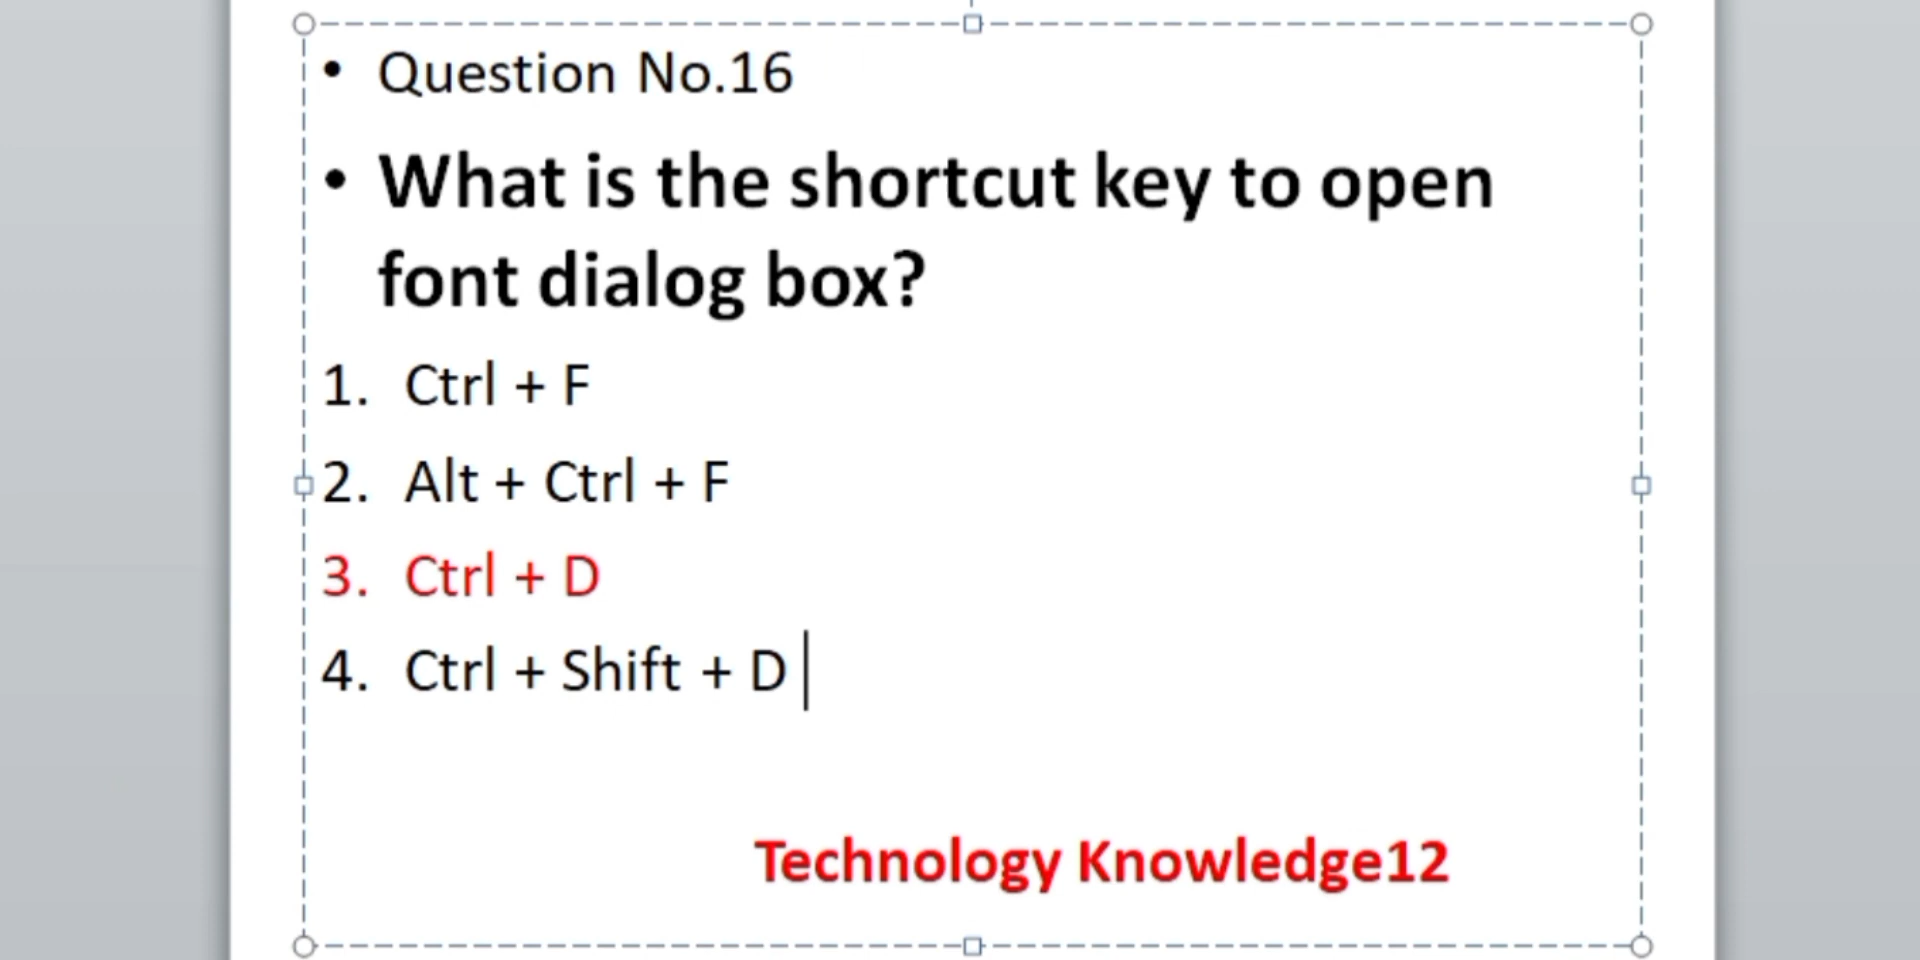 • Question No.16
• What is the shortcut key to open
font dialog box?
1. Ctrl + F
2. Alt + Ctrl + F
3. Ctrl + D
4. Ctrl + Shift + D
Technology Knowledge12